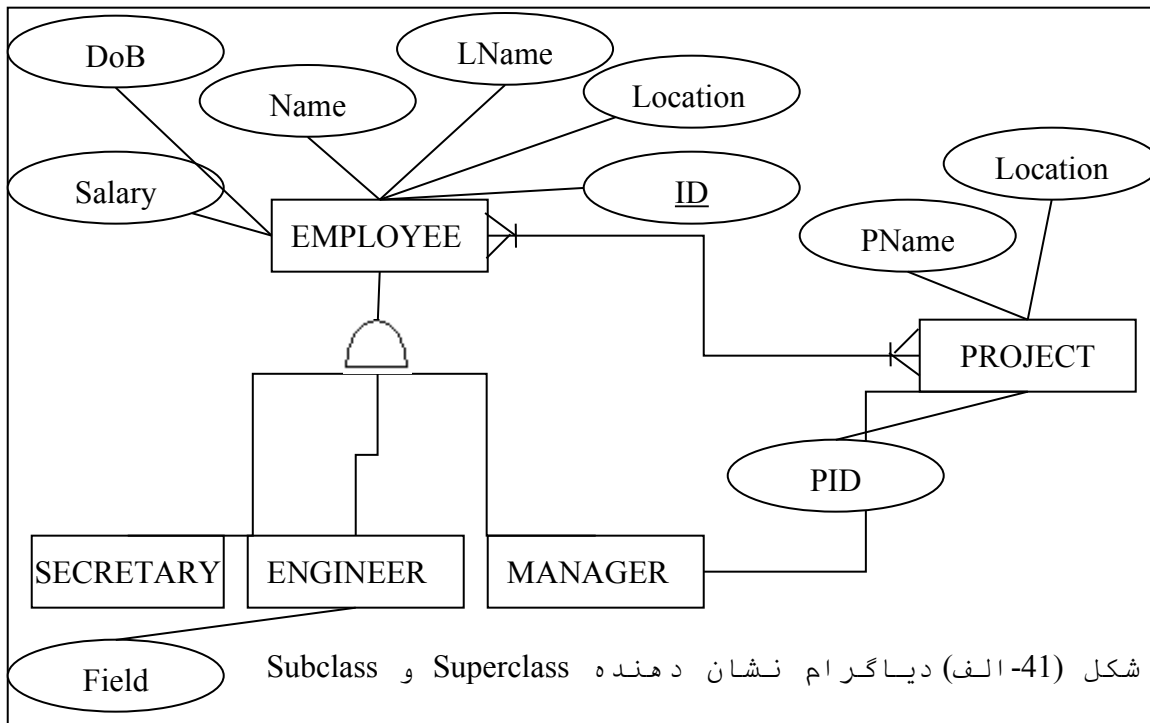 DoB
LName
Name
Location
Salary
ID
Location
EMPLOYEE
PName
PROJECT
PID
SECRETARY
ENGINEER
MANAGER
Field
شکل (41-الف) دیاگرام نشان دهنده Superclass و Subclass